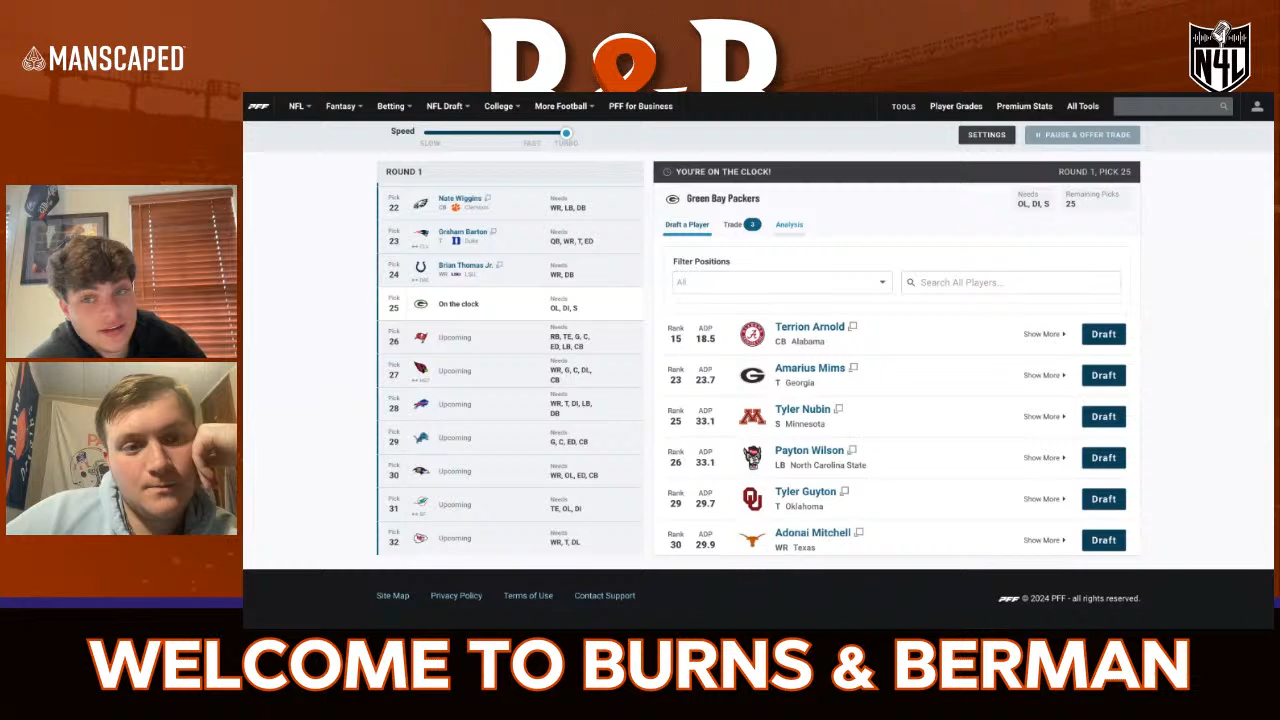 MANSCAPED
B&B
N4L
PFF
NFL
Fantasy
Betting
NFL Draft
College
More Football
PFF for Business
TOOLS
Player Grades
Premium Stats
All Tools
Speed
SLOW
FAST
TURBO
SETTINGS
PAUSE & OFFER TRADE
ROUND 1
Pick
22
Nate Wiggins
CB Clemson
Needs
WR, LB, DB
Pick
23
Graham Barton
T Duke
Needs
QB, WR, T, ED
Pick
24
Brian Thomas Jr.
WR LSU
Needs
WR, DB
Pick
25
On the clock
Needs
OL, DI, S
Pick
26
Upcoming
Needs
RB, TE, G, C,
ED, LB, CB
Pick
27
Upcoming
Needs
WR, G, C, DL,
CB
Pick
28
Upcoming
Needs
WR, T, DI, LB,
DB
Pick
29
Upcoming
Needs
G, C, ED, CB
Pick
30
Upcoming
Needs
WR, OL, ED, CB
Pick
31
Upcoming
Needs
TE, OL, DI
Pick
32
Upcoming
Needs
WR, T, DL
YOU'RE ON THE CLOCK!
ROUND 1, PICK 25
Green Bay Packers
Needs
OL, DI, S
Remaining Picks
25
Draft a Player
Trade 3
Analysis
Filter Positions
All
Search All Players...
Rank
15
ADP
18.5
Terrion Arnold
CB Alabama
Show More
Draft
Rank
23
ADP
23.7
Amarius Mims
T Georgia
Show More
Draft
Rank
25
ADP
33.1
Tyler Nubin
S Minnesota
Show More
Draft
Rank
26
ADP
33.1
Payton Wilson
LB North Carolina State
Show More
Draft
Rank
29
ADP
29.7
Tyler Guyton
T Oklahoma
Show More
Draft
Rank
30
ADP
29.9
Adonai Mitchell
WR Texas
Show More
Draft
Site Map
Privacy Policy
Terms of Use
Contact Support
PFF © 2024 PFF - all rights reserved.
WELCOME TO BURNS & BERMAN